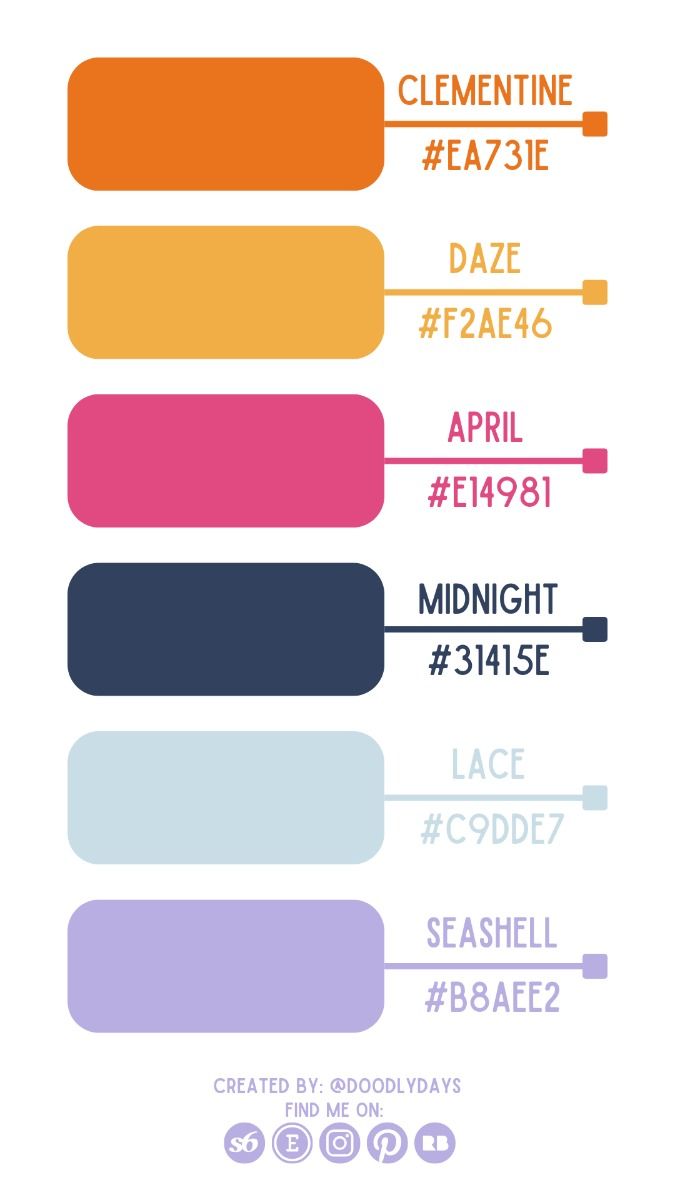 CLEMENTINE
#EA731E
DAZE
#F2AE46
APRIL
#E14981
MIDNIGHT
#31415E
LACE
#C9DDE7
SEASHELL
#B8AEE2
CREATED BY: @DOODLYDAYS
FIND ME ON:
s6 E RB